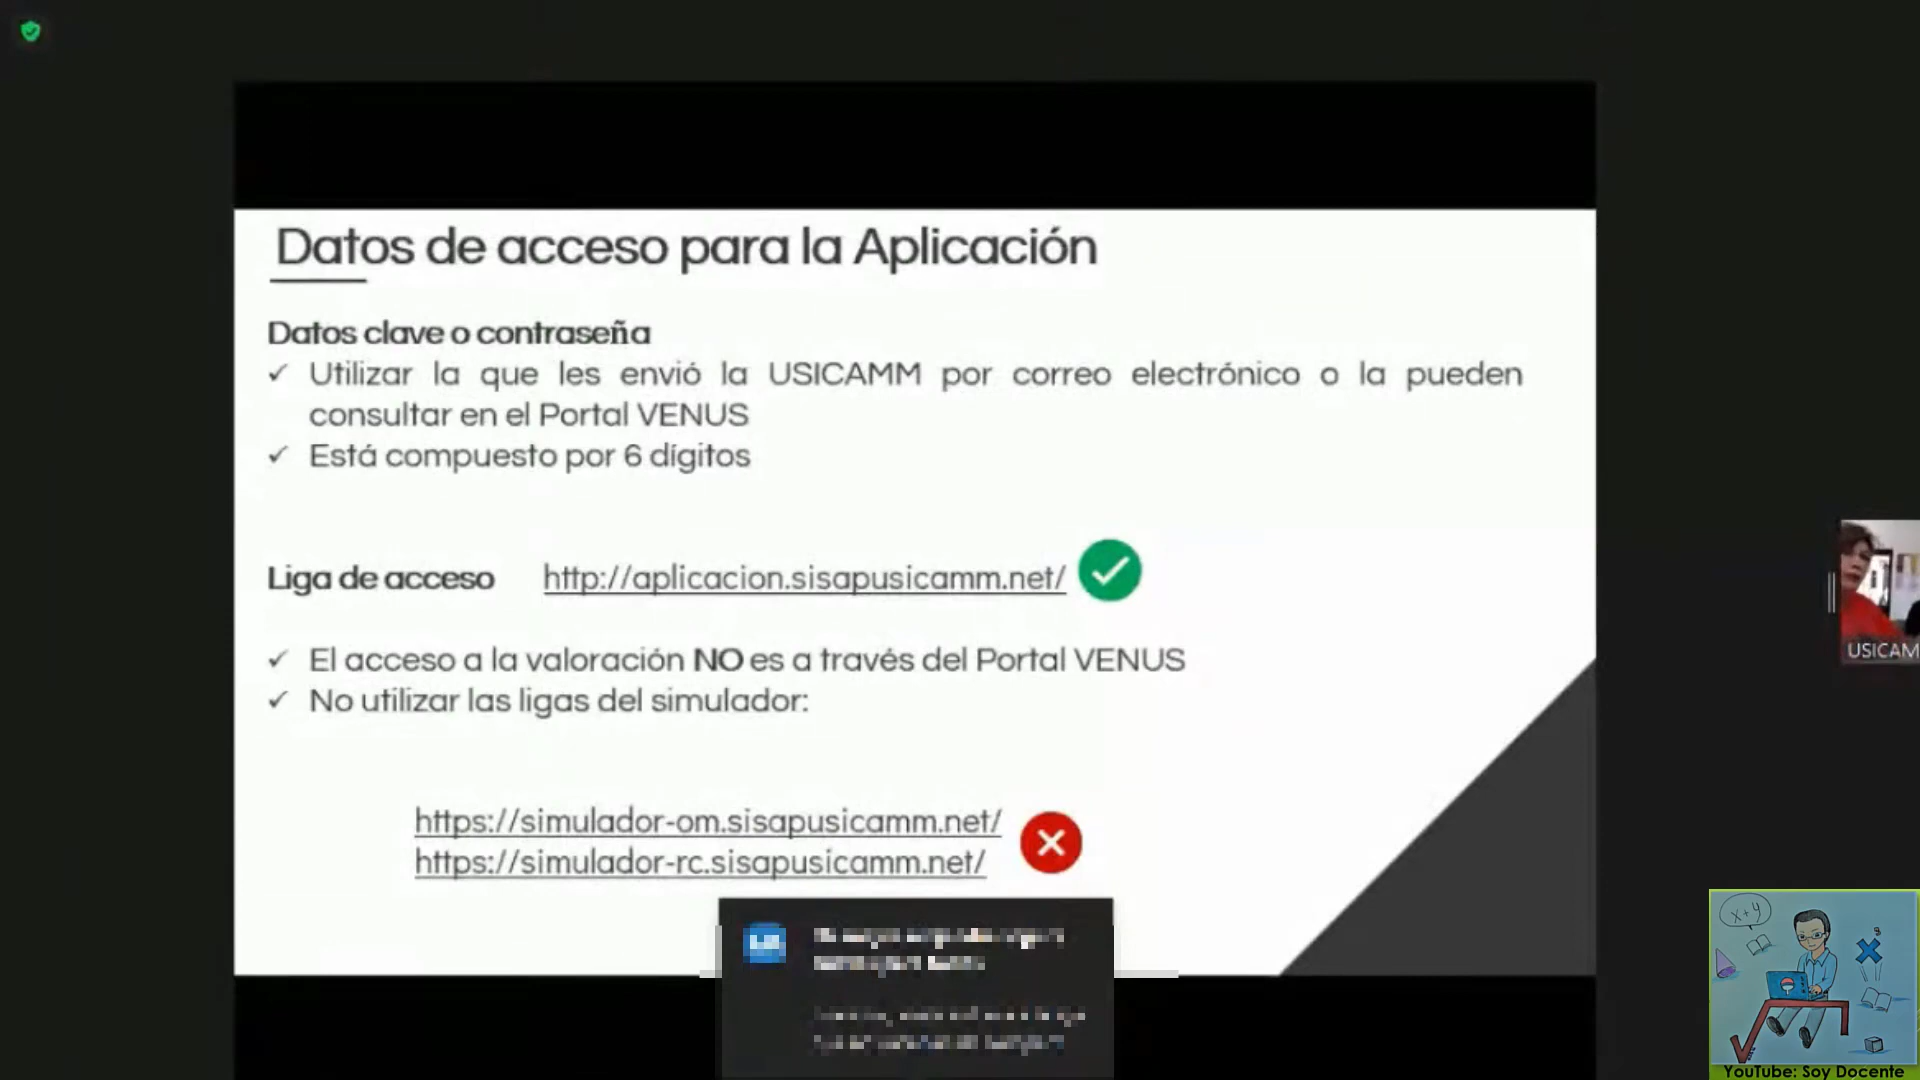 Datos de acceso para la Aplicación
Datos clave o contraseña
✓ Utilizar la que les envió la USICAMM por correo electrónico o la pueden
consultar en el Portal VENUS
✓ Está compuesto por 6 dígitos
Liga de acceso http://aplicacion.sisapusicamm.net/
✓ El acceso a la valoración NO es a través del Portal VENUS
✓ No utilizar las ligas del simulador:
https://simulador-om.sisapusicamm.net/
https://simulador-rc.sisapusicamm.net/
USICAM
x+y
YouTube: Soy Docente